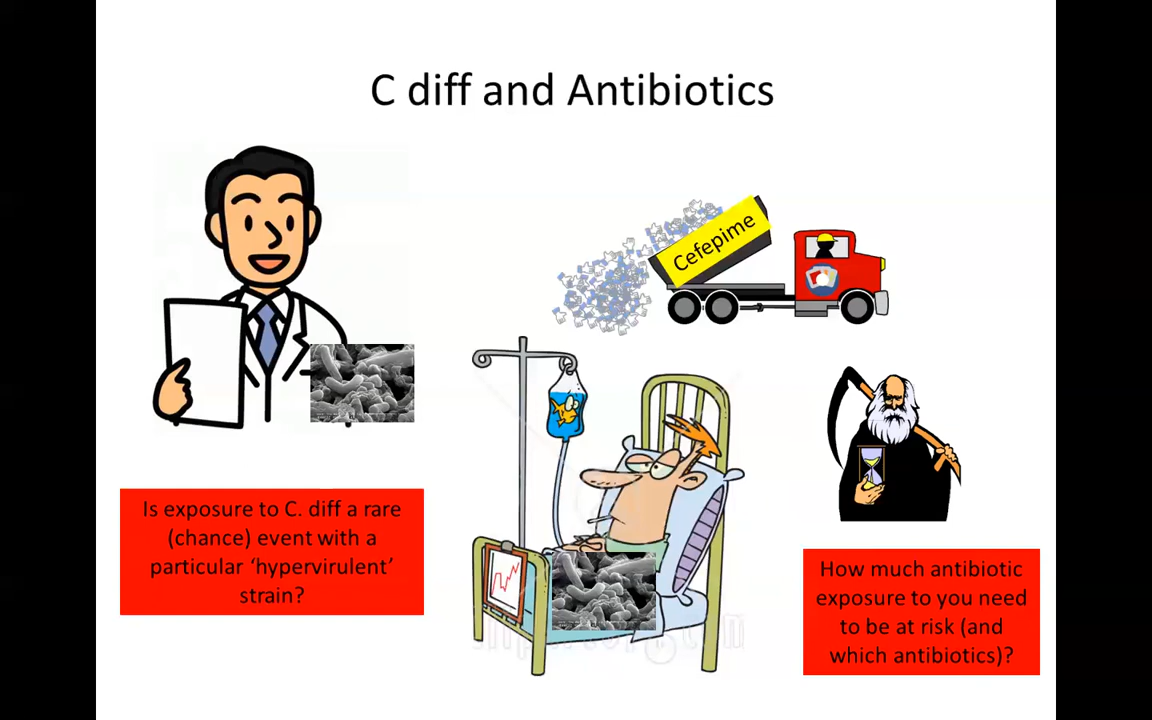 C diff and Antibiotics
Cefepime
Is exposure to C. diff a rare
(chance) event with a
particular ‘hypervirulent’
strain?
How much antibiotic
exposure to you need
to be at risk (and
which antibiotics)?